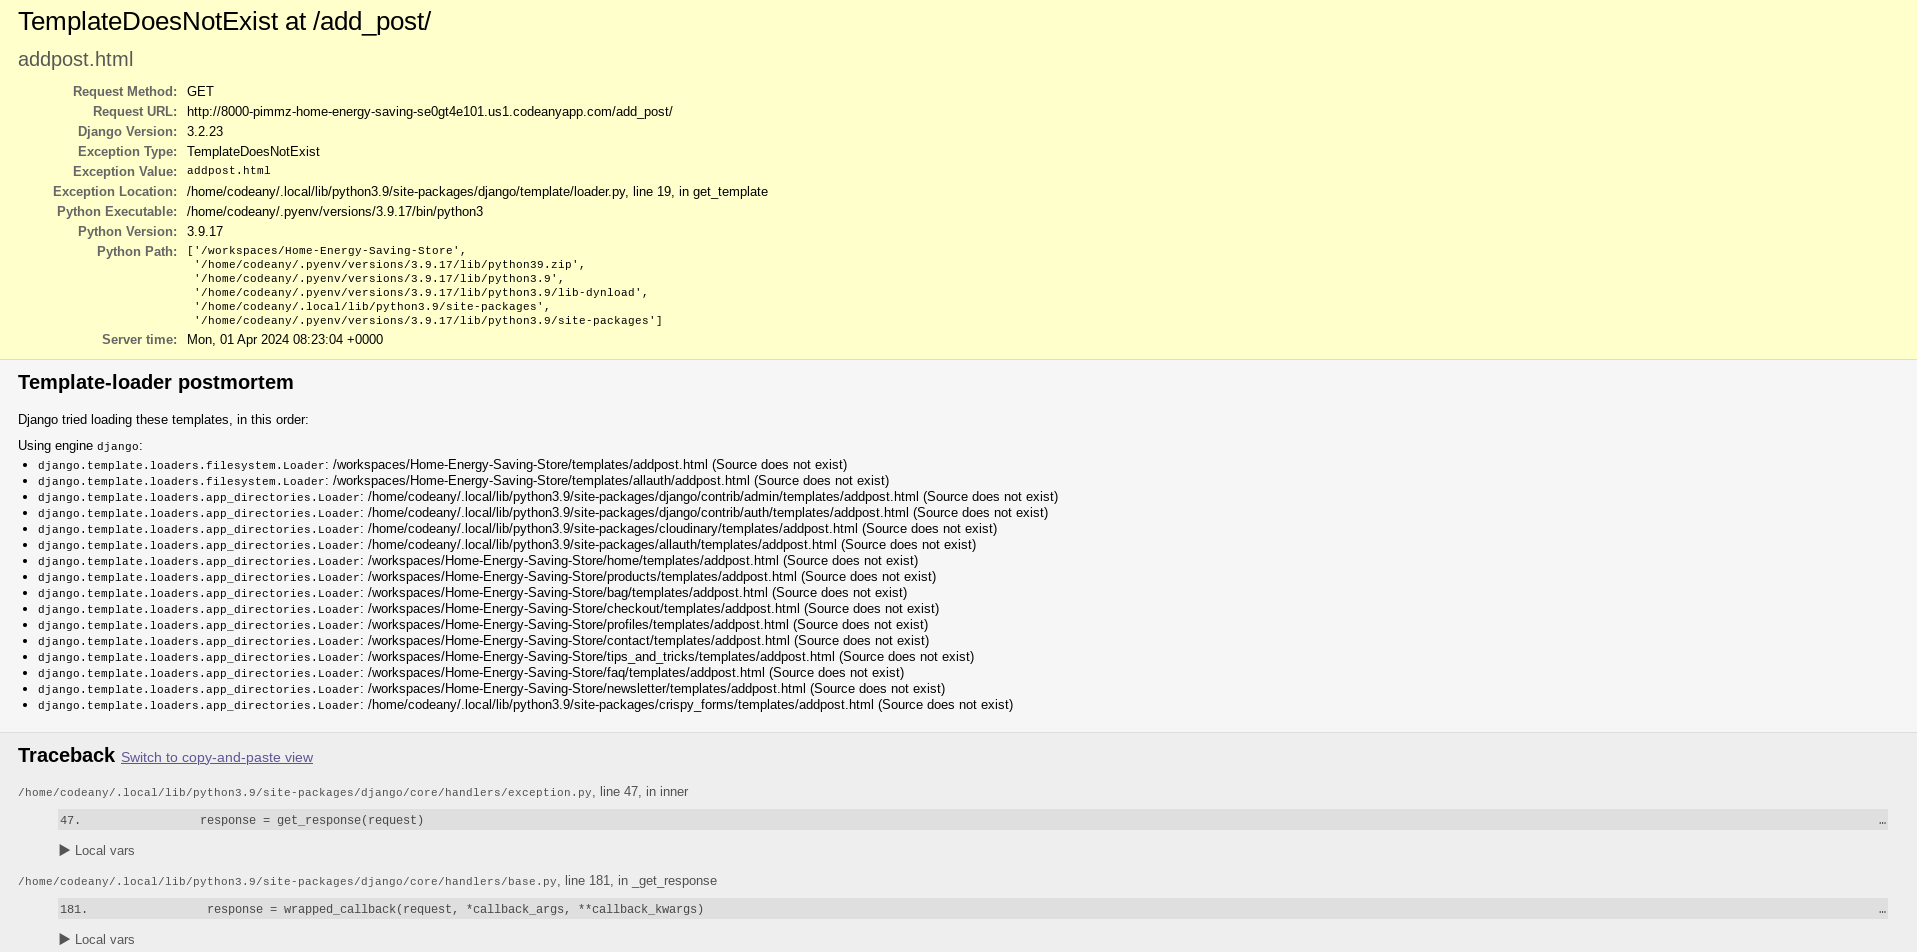 TemplateDoesNotExist at /add_post/
addpost.html
Request Method: GET
Request URL: http://8000-pimmz-home-energy-saving-se0gt4e101.us1.codeanyapp.com/add_post/
Django Version: 3.2.23
Exception Type: TemplateDoesNotExist
Exception Value: addpost.html
Exception Location: /home/codeany/.local/lib/python3.9/site-packages/django/template/loader.py, line 19, in get_template
Python Executable: /home/codeany/.pyenv/versions/3.9.17/bin/python3
Python Version: 3.9.17
Python Path: ['/workspaces/Home-Energy-Saving-Store',
'/home/codeany/.pyenv/versions/3.9.17/lib/python39.zip',
'/home/codeany/.pyenv/versions/3.9.17/lib/python3.9',
'/home/codeany/.pyenv/versions/3.9.17/lib/python3.9/lib-dynload',
'/home/codeany/.local/lib/python3.9/site-packages',
'/home/codeany/.pyenv/versions/3.9.17/lib/python3.9/site-packages']
Server time: Mon, 01 Apr 2024 08:23:04 +0000
Template-loader postmortem
Django tried loading these templates, in this order:
Using engine django:
• django.template.loaders.filesystem.Loader: /workspaces/Home-Energy-Saving-Store/templates/addpost.html (Source does not exist)
• django.template.loaders.filesystem.Loader: /workspaces/Home-Energy-Saving-Store/templates/allauth/addpost.html (Source does not exist)
• django.template.loaders.app_directories.Loader: /home/codeany/.local/lib/python3.9/site-packages/django/contrib/admin/templates/addpost.html (Source does not exist)
• django.template.loaders.app_directories.Loader: /home/codeany/.local/lib/python3.9/site-packages/django/contrib/auth/templates/addpost.html (Source does not exist)
• django.template.loaders.app_directories.Loader: /home/codeany/.local/lib/python3.9/site-packages/cloudinary/templates/addpost.html (Source does not exist)
• django.template.loaders.app_directories.Loader: /home/codeany/.local/lib/python3.9/site-packages/allauth/templates/addpost.html (Source does not exist)
• django.template.loaders.app_directories.Loader: /workspaces/Home-Energy-Saving-Store/home/templates/addpost.html (Source does not exist)
• django.template.loaders.app_directories.Loader: /workspaces/Home-Energy-Saving-Store/products/templates/addpost.html (Source does not exist)
• django.template.loaders.app_directories.Loader: /workspaces/Home-Energy-Saving-Store/bag/templates/addpost.html (Source does not exist)
• django.template.loaders.app_directories.Loader: /workspaces/Home-Energy-Saving-Store/checkout/templates/addpost.html (Source does not exist)
• django.template.loaders.app_directories.Loader: /workspaces/Home-Energy-Saving-Store/profiles/templates/addpost.html (Source does not exist)
• django.template.loaders.app_directories.Loader: /workspaces/Home-Energy-Saving-Store/contact/templates/addpost.html (Source does not exist)
• django.template.loaders.app_directories.Loader: /workspaces/Home-Energy-Saving-Store/tips_and_tricks/templates/addpost.html (Source does not exist)
• django.template.loaders.app_directories.Loader: /workspaces/Home-Energy-Saving-Store/faq/templates/addpost.html (Source does not exist)
• django.template.loaders.app_directories.Loader: /workspaces/Home-Energy-Saving-Store/newsletter/templates/addpost.html (Source does not exist)
• django.template.loaders.app_directories.Loader: /home/codeany/.local/lib/python3.9/site-packages/crispy_forms/templates/addpost.html (Source does not exist)
Traceback Switch to copy-and-paste view
/home/codeany/.local/lib/python3.9/site-packages/django/core/handlers/exception.py, line 47, in inner
47. response = get_response(request) …
▶ Local vars
/home/codeany/.local/lib/python3.9/site-packages/django/core/handlers/base.py, line 181, in _get_response
181. response = wrapped_callback(request, *callback_args, **callback_kwargs) …
▶ Local vars